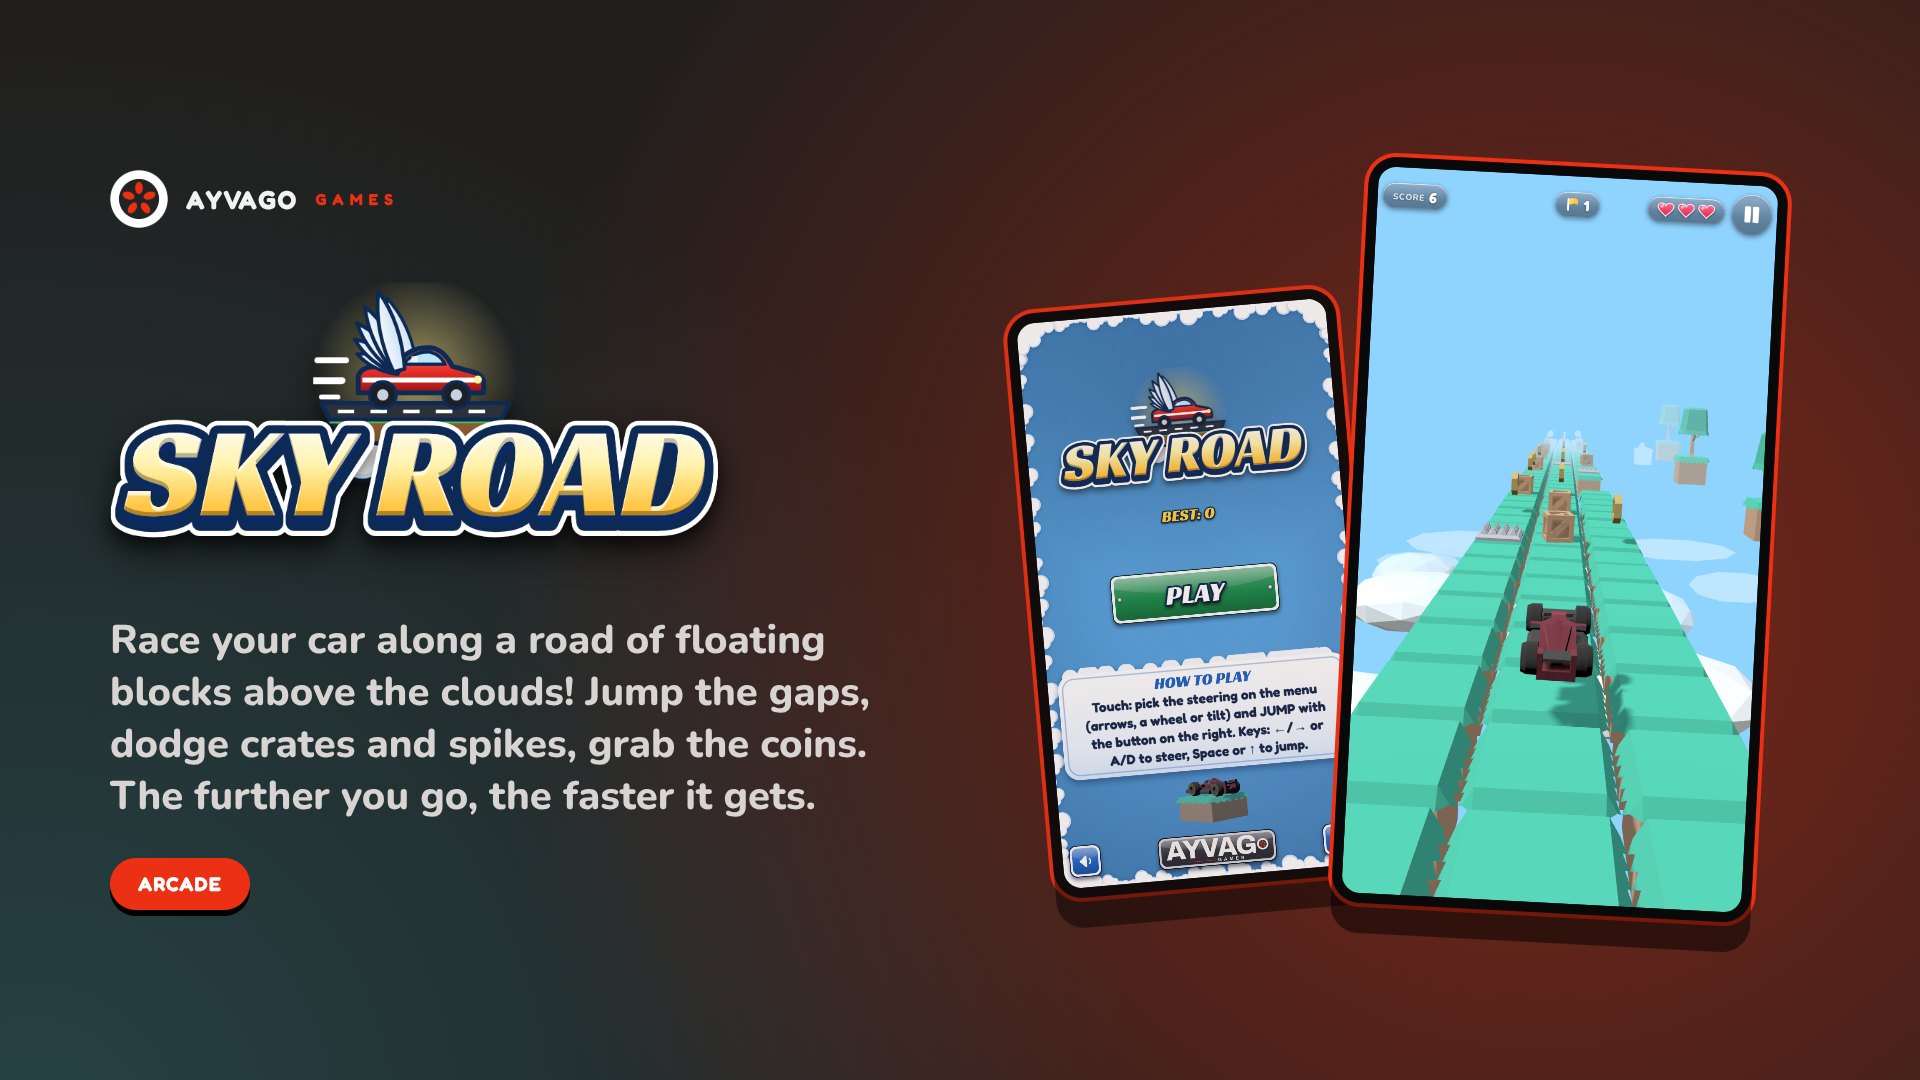 AYVAGO GAMES
SKY ROAD
Race your car along a road of floating
blocks above the clouds! Jump the gaps,
dodge crates and spikes, grab the coins.
The further you go, the faster it gets.
ARCADE
SKY ROAD
BEST: 0
PLAY
HOW TO PLAY
Touch: pick the steering on the menu
(arrows, a wheel or tilt) and JUMP with
the button on the right. Keys: ←/→ or
A/D to steer, Space or ↑ to jump.
AYVAGO
GAMES
SCORE 6
1